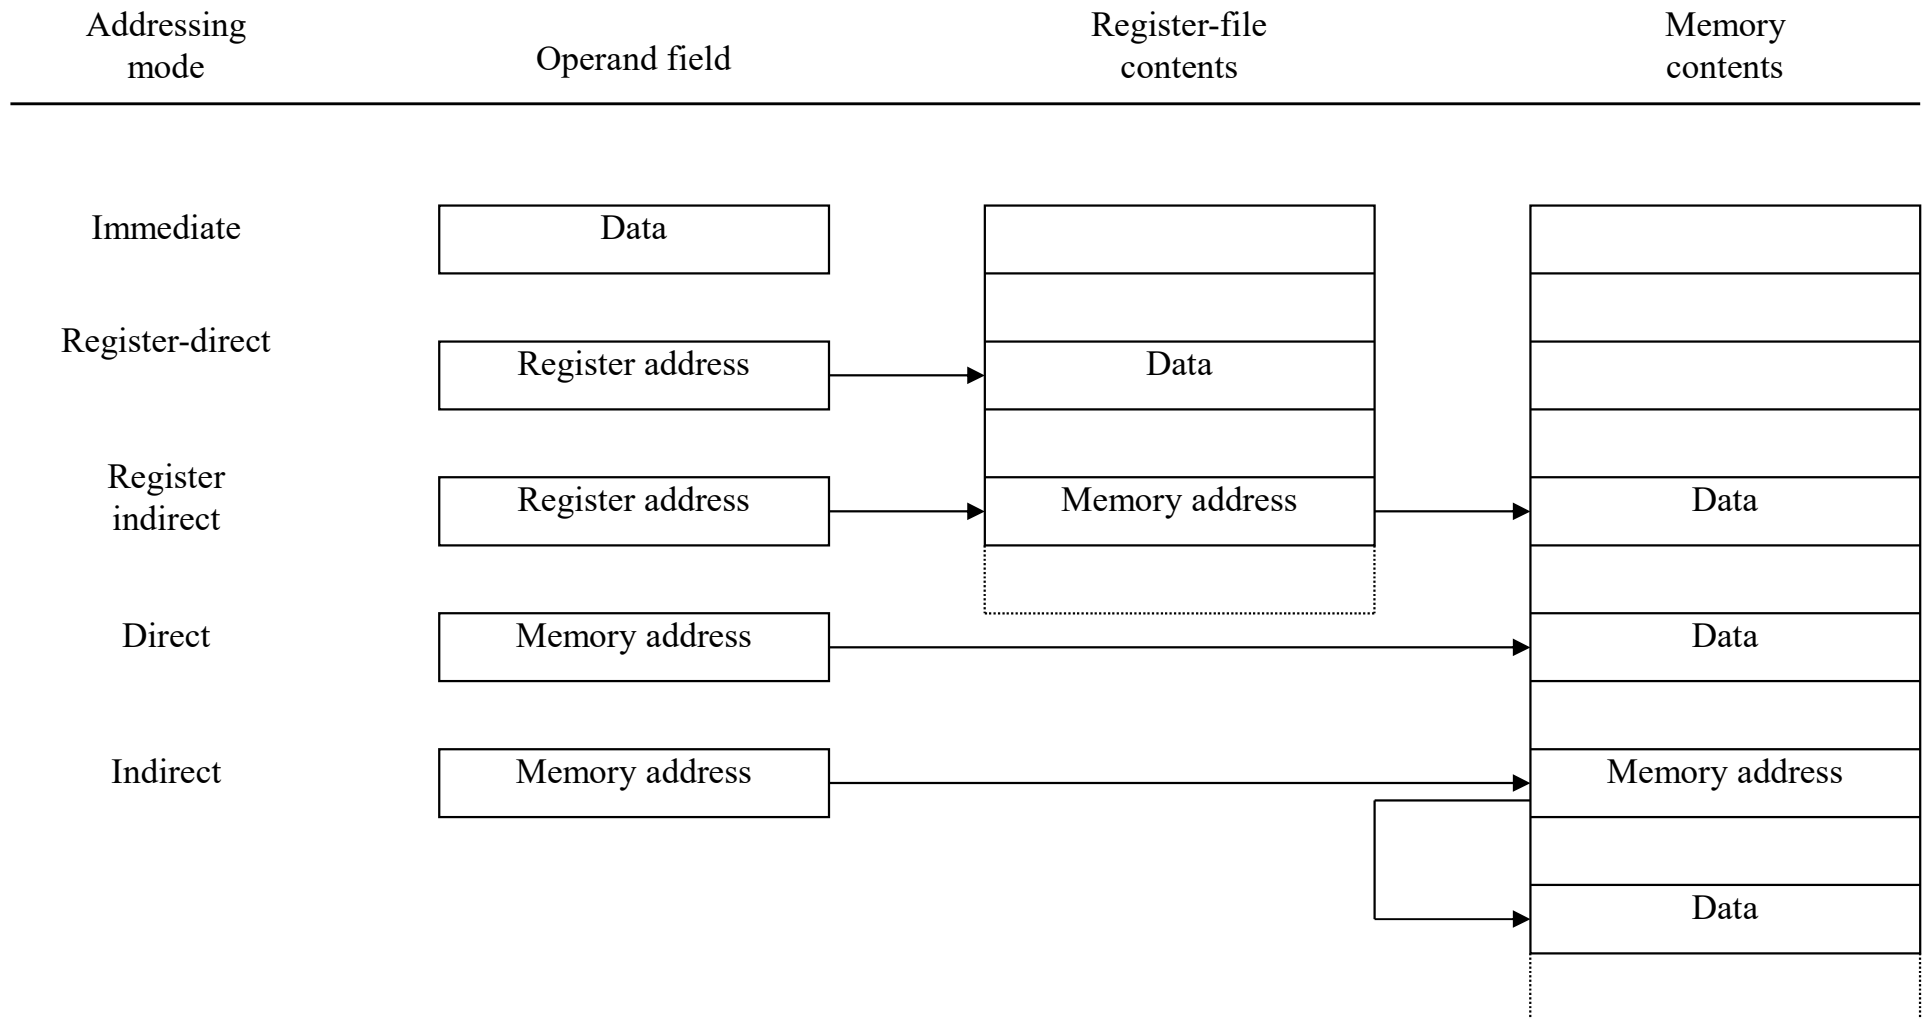 Addressing
mode
Operand field
Register-file
contents
Memory
contents
Immediate
Data
Register-direct
Register address
Data
Register
indirect
Register address
Memory address
Data
Direct
Memory address
Data
Indirect
Memory address
Memory address
Data